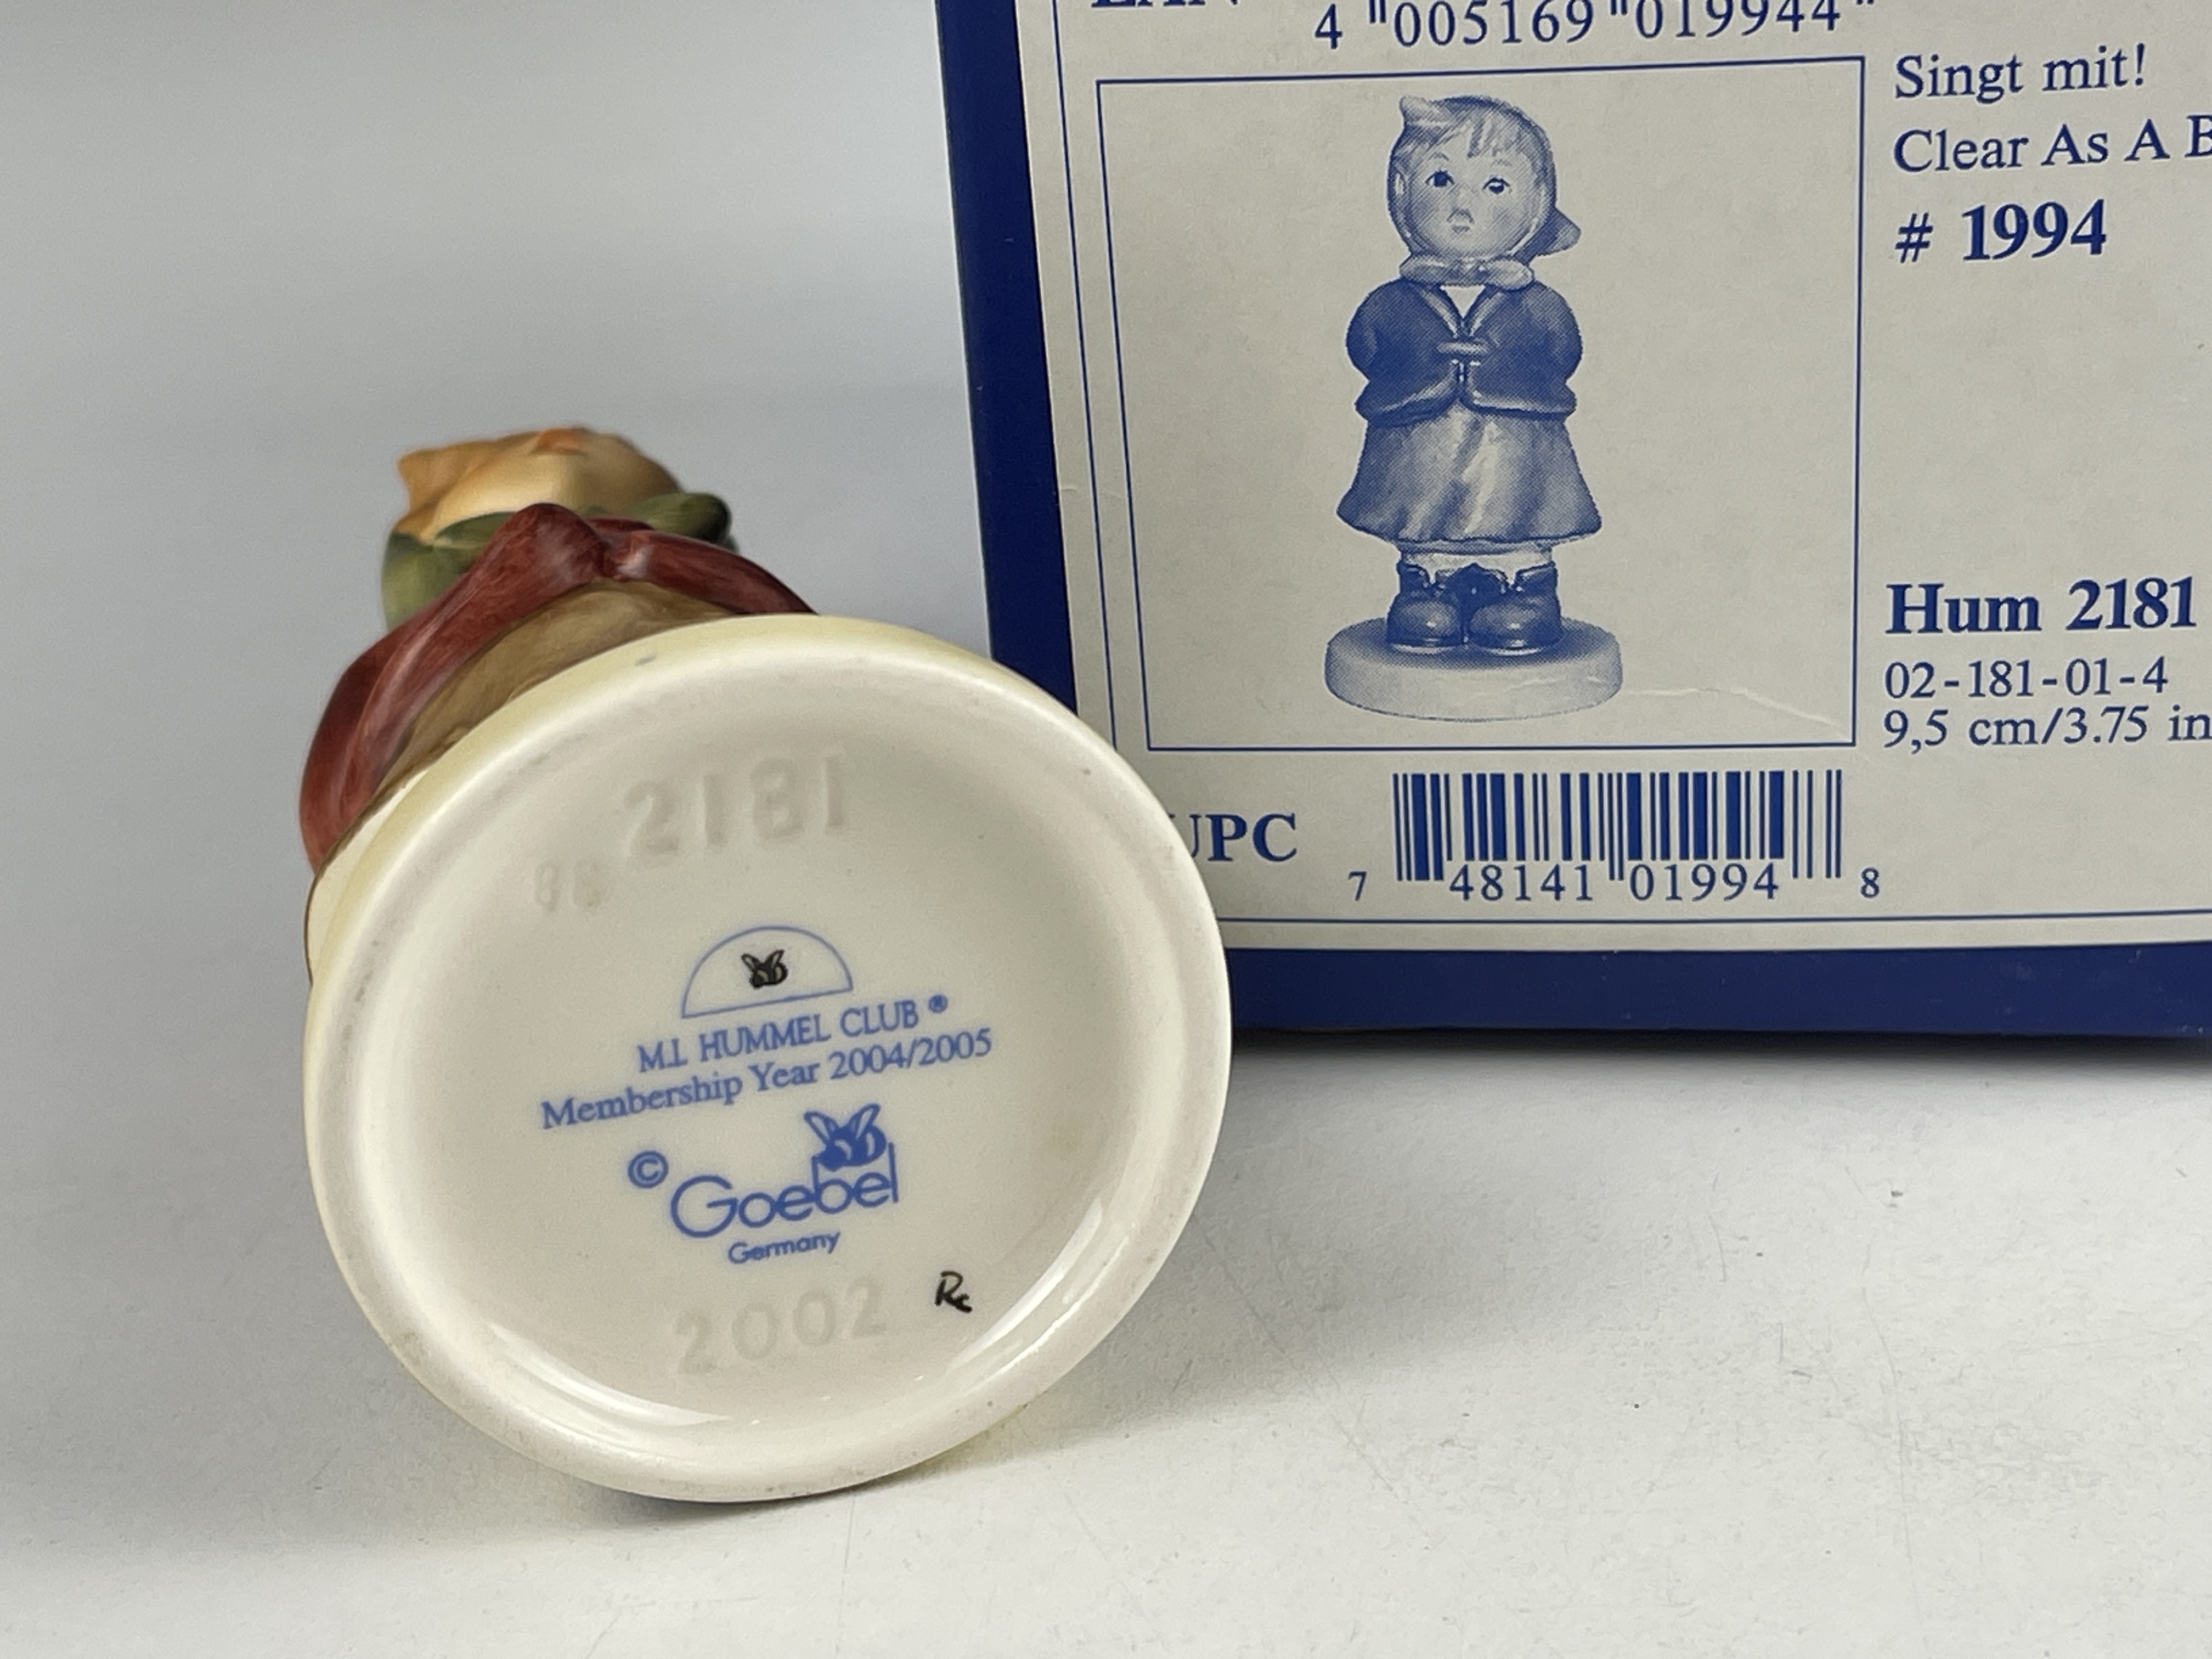 4 005169 019944
Singt mit!
Clear As A B
# 1994
Hum 2181
02-181-01-4
9,5 cm/3.75 in
UPC
7 48141 01994 8
2181
M.I. HUMMEL CLUB ®
Membership Year 2004/2005
© Goebel
Germany
2002